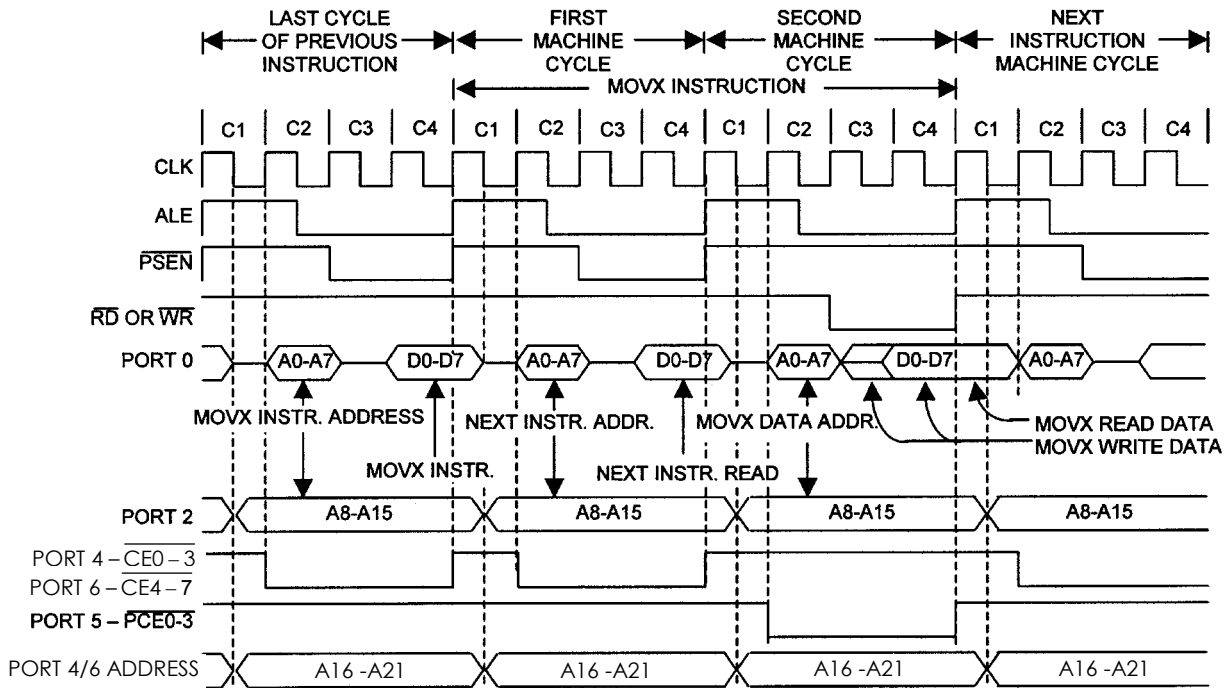 LAST CYCLE OF PREVIOUS INSTRUCTION
FIRST MACHINE CYCLE
SECOND MACHINE CYCLE
NEXT INSTRUCTION MACHINE CYCLE
MOVX INSTRUCTION
C1 C2 C3 C4 C1 C2 C3 C4 C1 C2 C3 C4 C1 C2 C3 C4
CLK
ALE
PSEN
RD OR WR
PORT 0 A0-A7 D0-D7 A0-A7 D0-D7 A0-A7 D0-D7 A0-A7
MOVX INSTR. ADDRESS NEXT INSTR. ADDR. MOVX DATA ADDR. MOVX READ DATA
MOVX WRITE DATA
MOVX INSTR. NEXT INSTR. READ
PORT 2 A8-A15 A8-A15 A8-A15 A8-A15
PORT 4 – CE0 – 3
PORT 6 – CE4 – 7
PORT 5 – PCE0-3
PORT 4/6 ADDRESS A16 -A21 A16 -A21 A16 -A21 A16 -A21